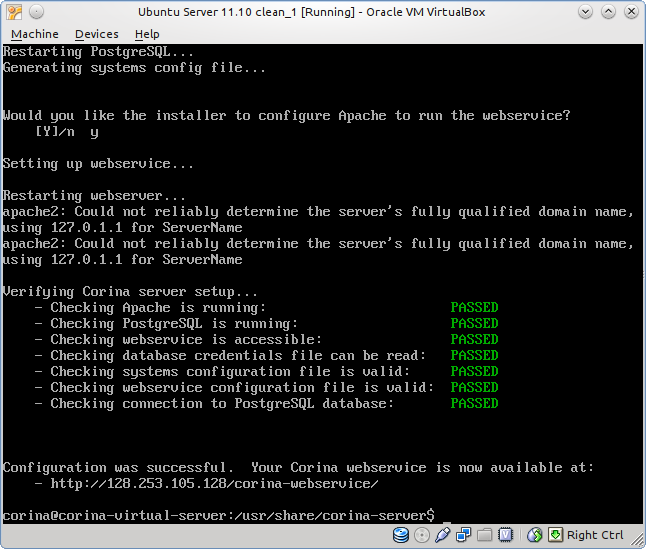 Ubuntu Server 11.10 clean_1 [Running] - Oracle VM VirtualBox
Machine Devices Help
Restarting PostgreSQL...
Generating systems config file...
Would you like the installer to configure Apache to run the webservice?
[Y]/n y
Setting up webservice...
Restarting webserver...
apache2: Could not reliably determine the server's fully qualified domain name,
using 127.0.1.1 for ServerName
apache2: Could not reliably determine the server's fully qualified domain name,
using 127.0.1.1 for ServerName
Verifying Corina server setup...
- Checking Apache is running: PASSED
- Checking PostgreSQL is running: PASSED
- Checking webservice is accessible: PASSED
- Checking database credentials file can be read: PASSED
- Checking systems configuration file is valid: PASSED
- Checking webservice configuration file is valid: PASSED
- Checking connection to PostgreSQL database: PASSED
Configuration was successful. Your Corina webservice is now available at:
- http://128.253.105.128/corina-webservice/
corina@corina-virtual-server:/usr/share/corina-server$ _
Right Ctrl